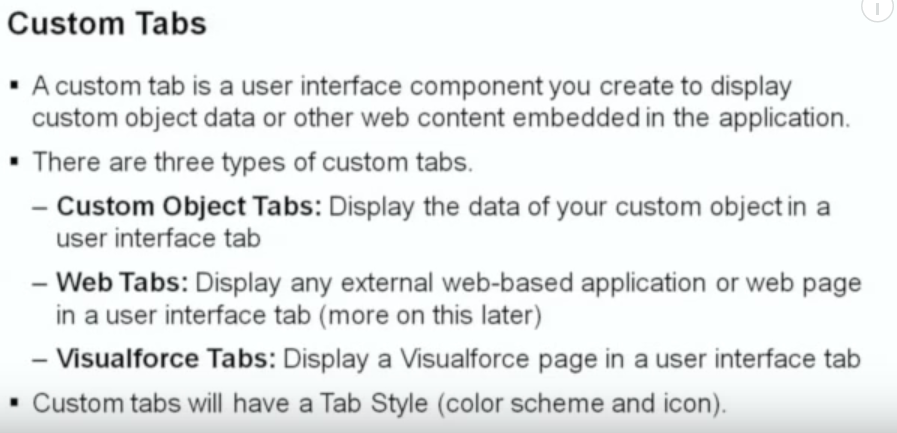 Custom Tabs
▪ A custom tab is a user interface component you create to display
custom object data or other web content embedded in the application.
▪ There are three types of custom tabs.
– Custom Object Tabs: Display the data of your custom object in a
user interface tab
– Web Tabs: Display any external web-based application or web page
in a user interface tab (more on this later)
– Visualforce Tabs: Display a Visualforce page in a user interface tab
▪ Custom tabs will have a Tab Style (color scheme and icon).